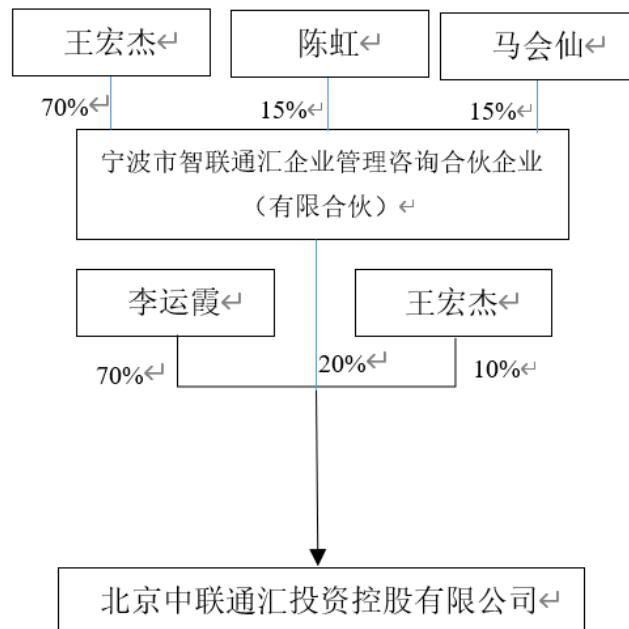 王宏杰↵
陈虹↵
马会仙↵
70%↵
15%↵
15%↵
宁波市智联通汇企业管理咨询合伙企业
（有限合伙）↵
李运霞↵
王宏杰↵
70%↵
20%↵
10%↵
北京中联通汇投资控股有限公司↵